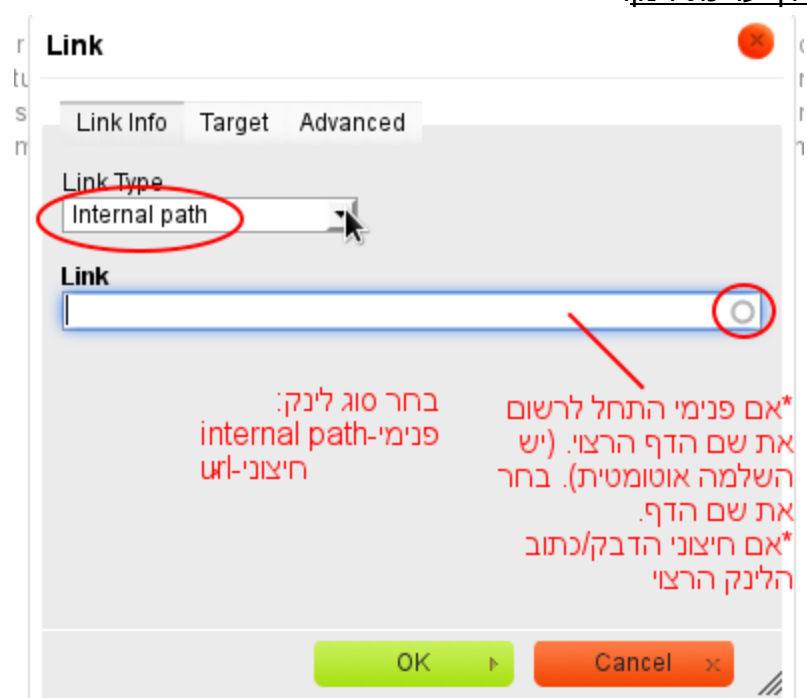 Link
Link Info Target Advanced
Link Type
Internal path
Link
בחר סוג לינק:
פנימי-internal path
חיצוני-url
*אם פנימי התחל לרשום
את שם הדף הרצוי. (יש
השלמה אוטומטית). בחר
את שם הדף.
*אם חיצוני הדבק/כתוב
הלינק הרצוי
OK
Cancel